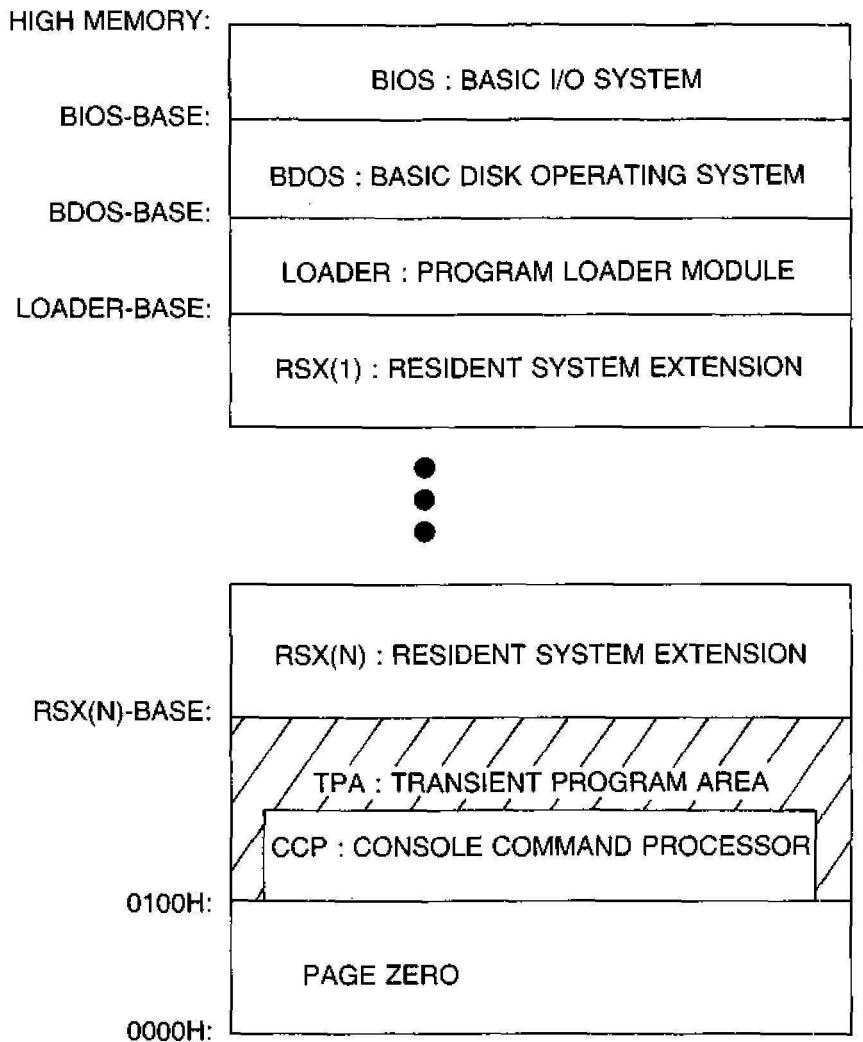 HIGH MEMORY:
BIOS : BASIC I/O SYSTEM
BIOS-BASE:
BDOS : BASIC DISK OPERATING SYSTEM
BDOS-BASE:
LOADER : PROGRAM LOADER MODULE
LOADER-BASE:
RSX(1) : RESIDENT SYSTEM EXTENSION
RSX(N) : RESIDENT SYSTEM EXTENSION
RSX(N)-BASE:
TPA : TRANSIENT PROGRAM AREA
CCP : CONSOLE COMMAND PROCESSOR
0100H:
PAGE ZERO
0000H: